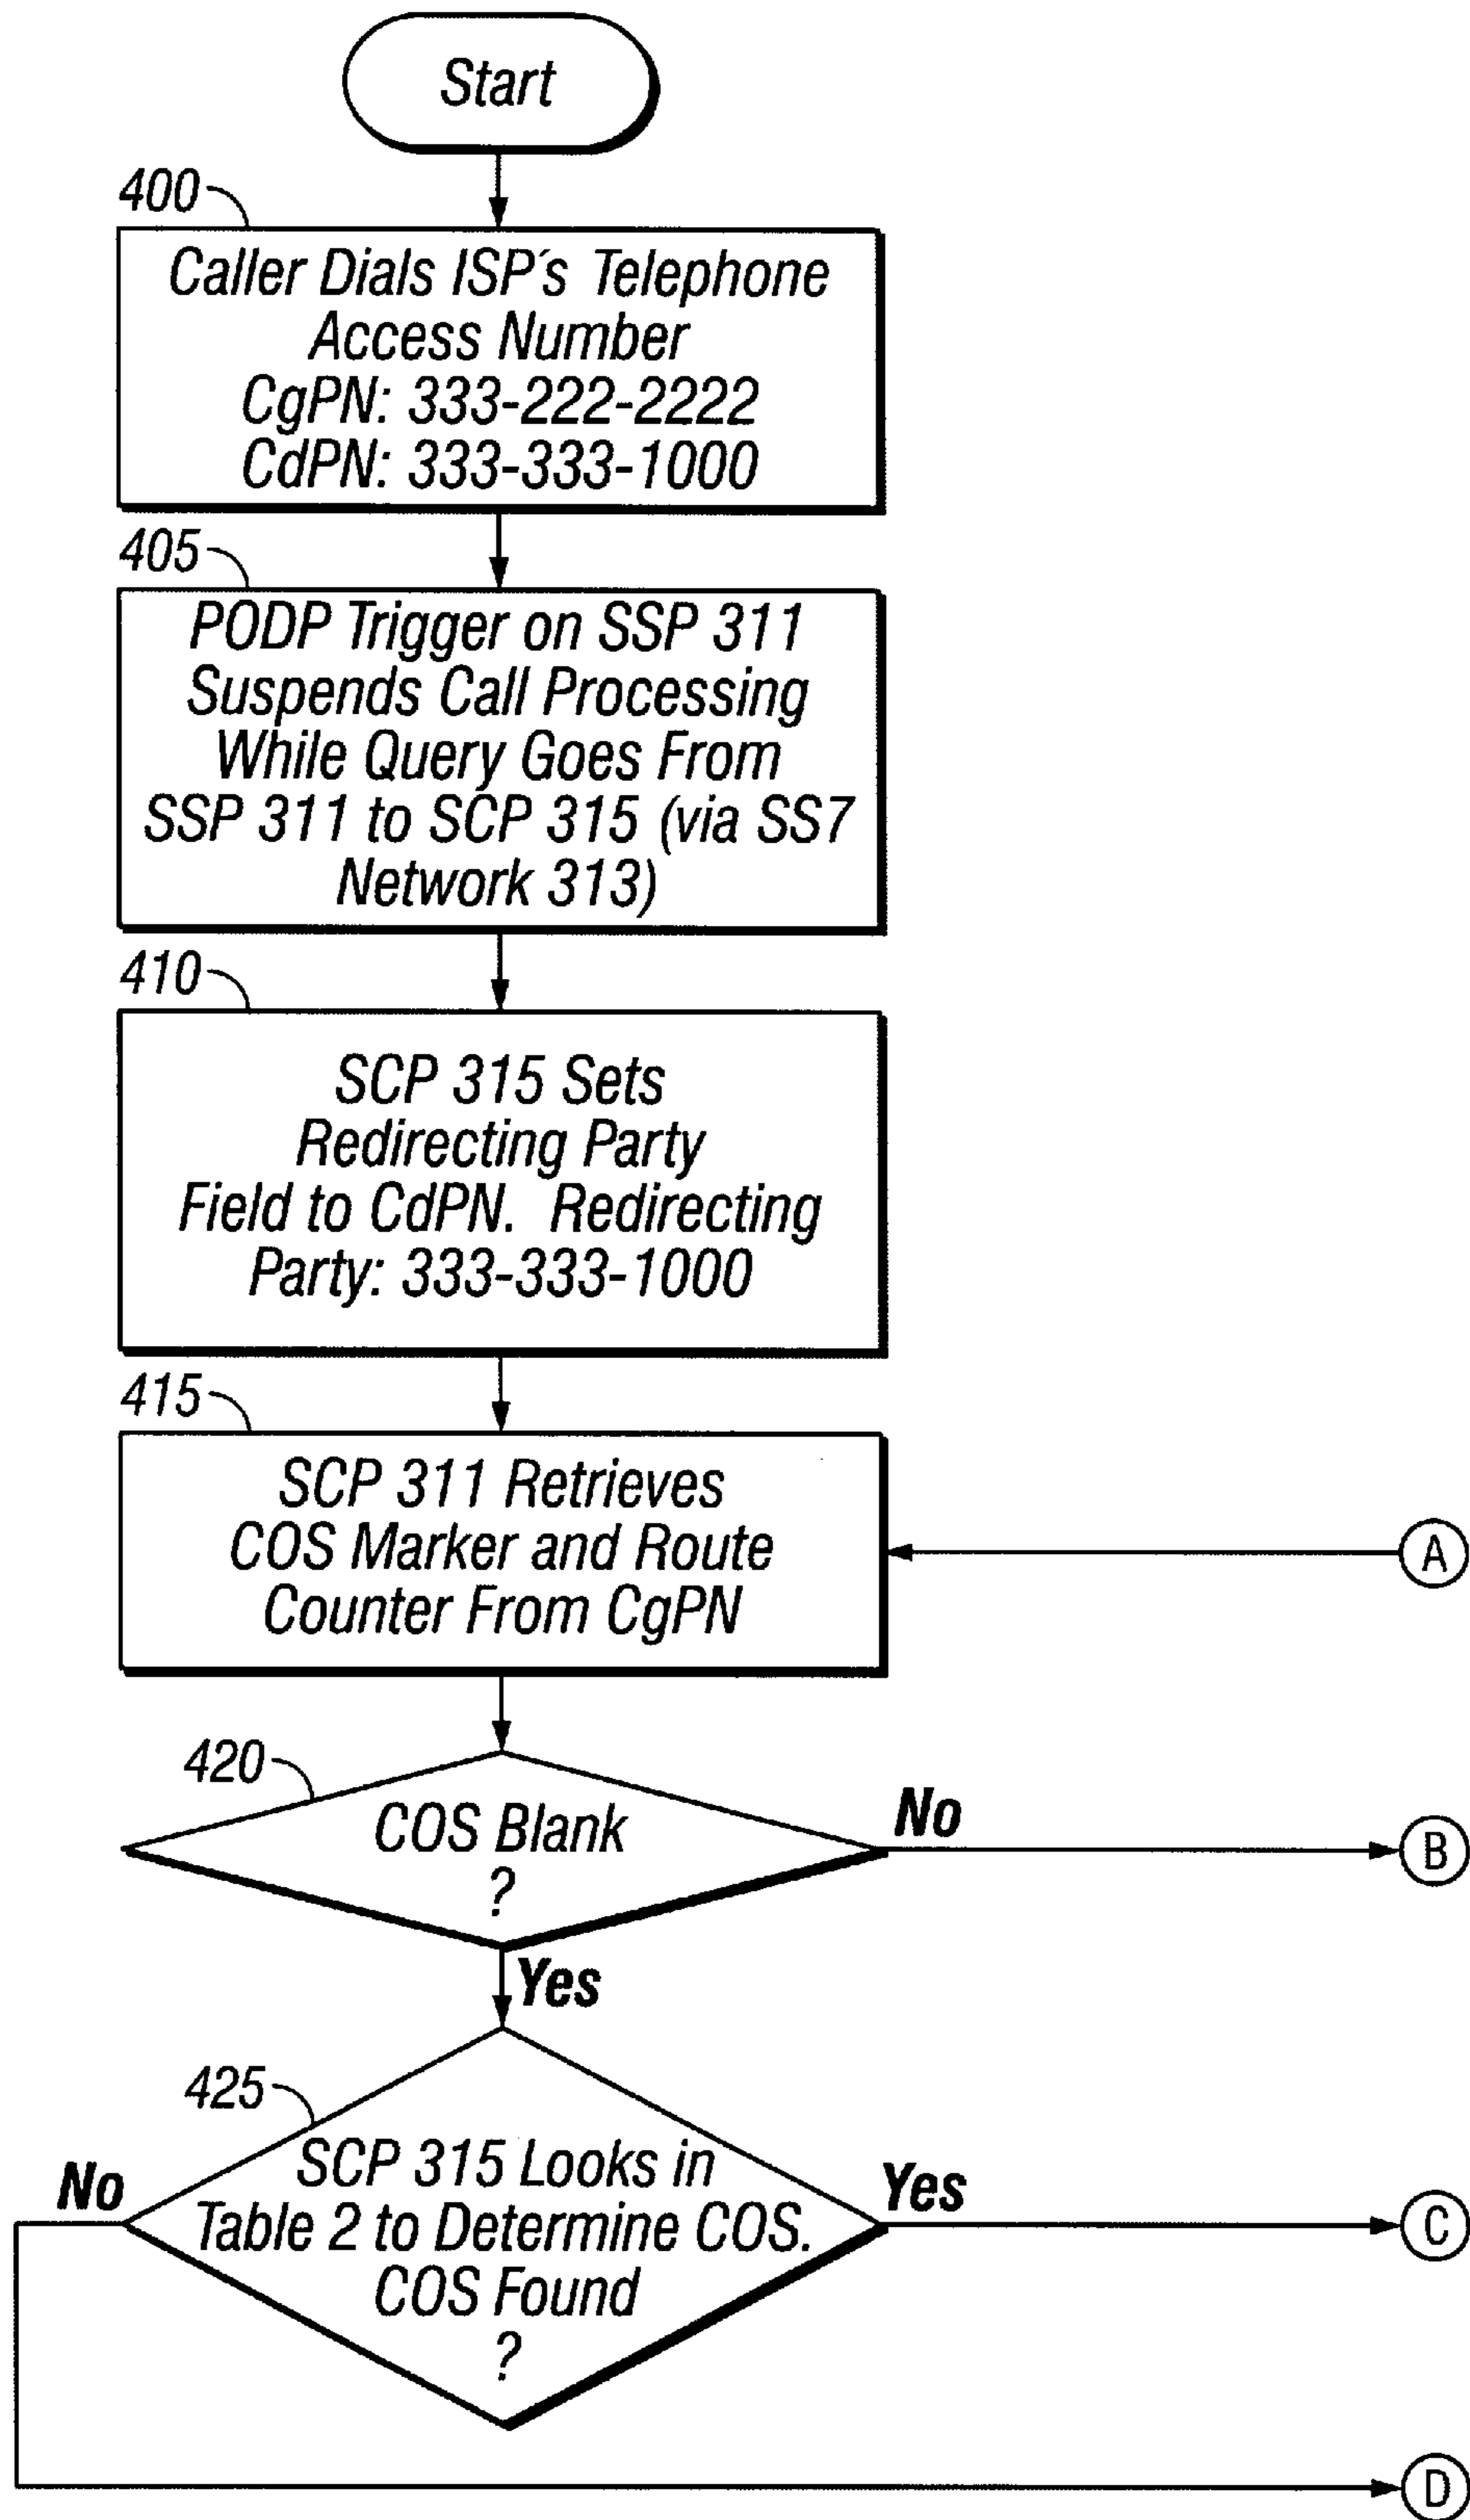 Start
400
Caller Dials ISP's Telephone
Access Number
CgPN: 333-222-2222
CdPN: 333-333-1000
405
PODP Trigger on SSP 311
Suspends Call Processing
While Query Goes From
SSP 311 to SCP 315 (via SS7
Network 313)
410
SCP 315 Sets
Redirecting Party
Field to CdPN. Redirecting
Party: 333-333-1000
415
SCP 311 Retrieves
COS Marker and Route
Counter From CgPN
A
420
COS Blank
?
No
B
Yes
425
SCP 315 Looks in
Table 2 to Determine COS.
COS Found
?
No
Yes
C
D